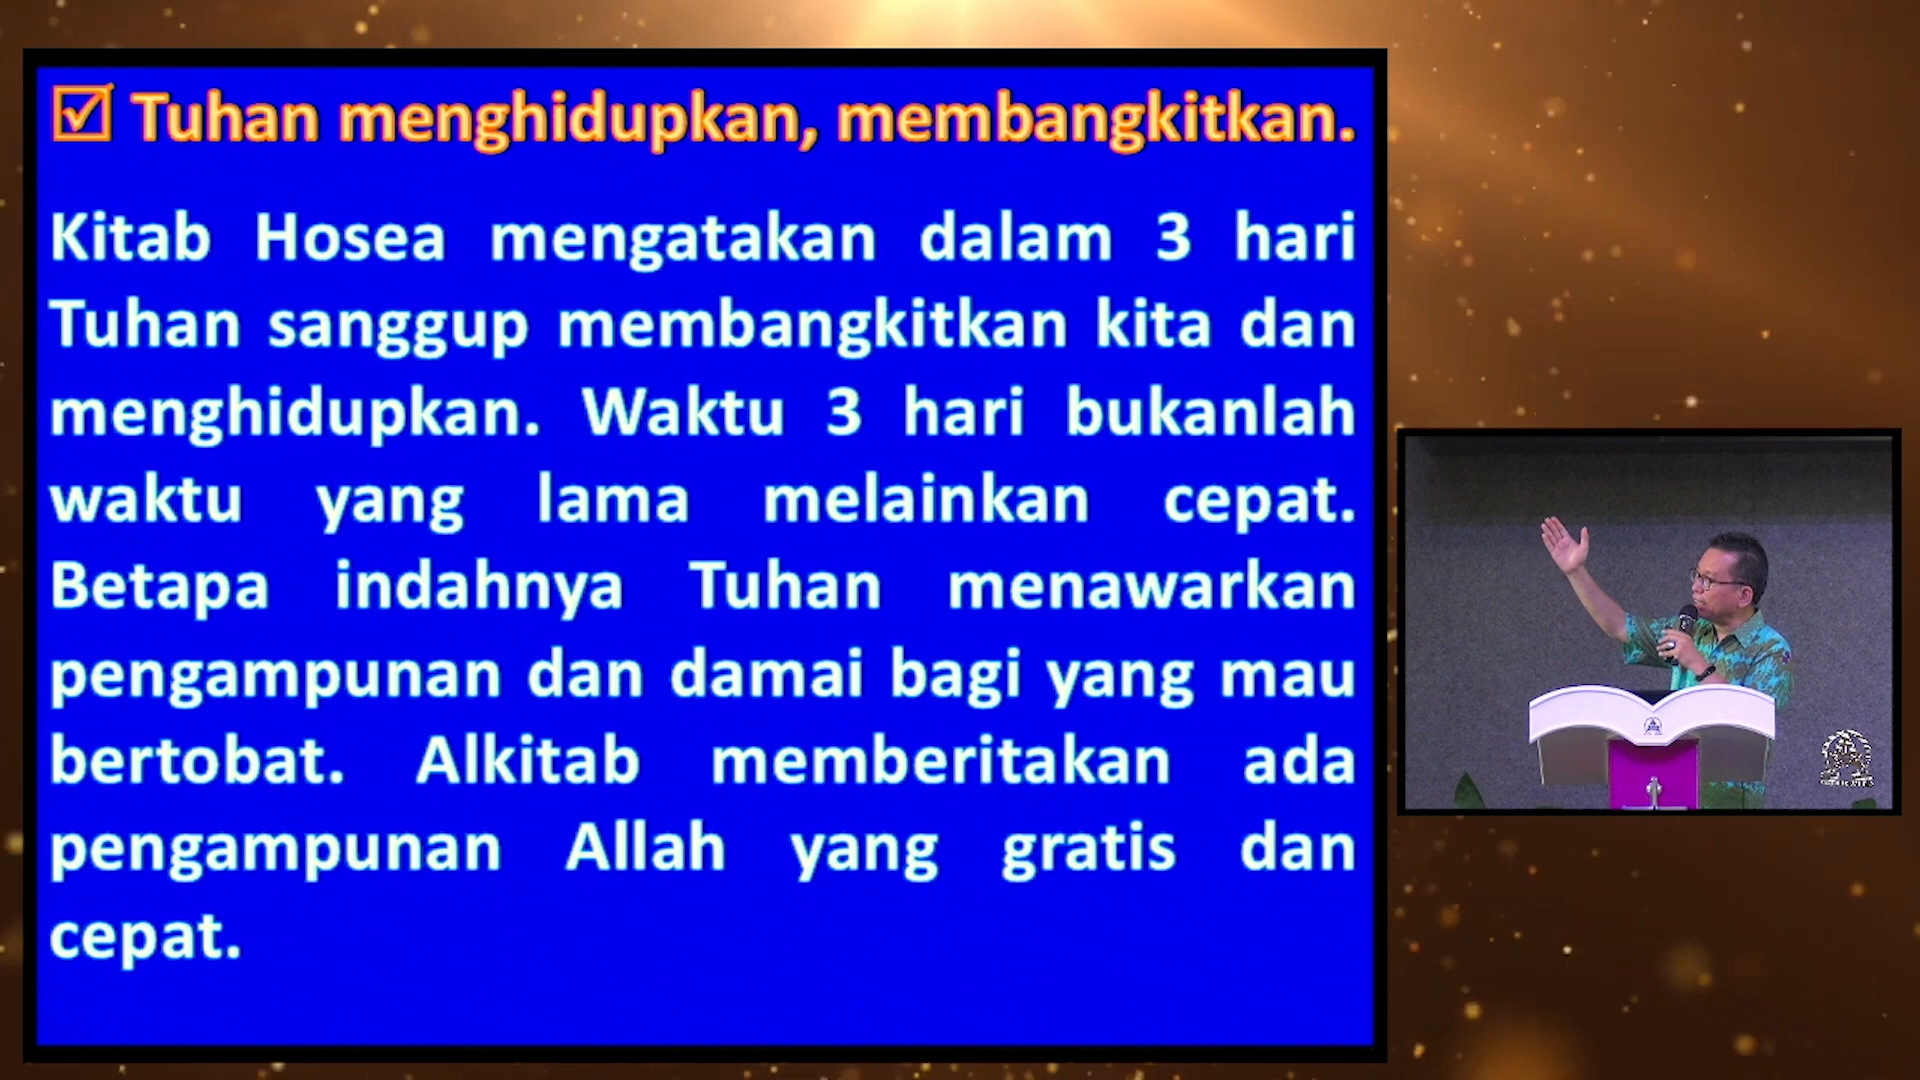 ☑ Tuhan menghidupkan, membangkitkan.
Kitab Hosea mengatakan dalam 3 hari
Tuhan sanggup membangkitkan kita dan
menghidupkan. Waktu 3 hari bukanlah
waktu yang lama melainkan cepat.
Betapa indahnya Tuhan menawarkan
pengampunan dan damai bagi yang mau
bertobat. Alkitab memberitakan ada
pengampunan Allah yang gratis dan
cepat.